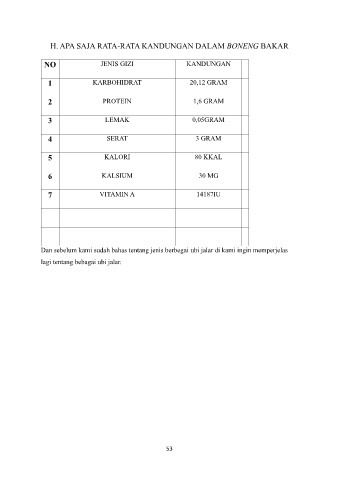 H. APA SAJA RATA-RATA KANDUNGAN DALAM BONENG BAKAR
NO JENIS GIZI KANDUNGAN
1 KARBOHIDRAT 20,12 GRAM
2 PROTEIN 1,6 GRAM
3 LEMAK 0,05GRAM
4 SERAT 3 GRAM
5 KALORI 80 KKAL
6 KALSIUM 30 MG
7 VITAMIN A 14187IU
Dan sebelum kami sudah bahas tentang jenis berbegai ubi jalar di kami ingin memperjelas
lagi tentang bebagai ubi jalar.
53